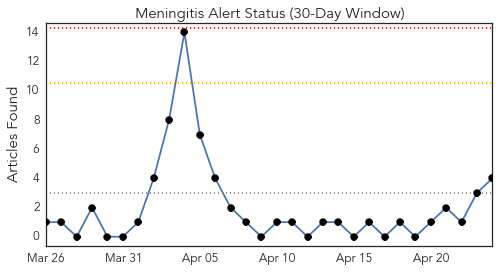 Meningitis Alert Status (30-Day Window)
Articles Found
14
12
10
8
6
4
2
0
Mar 26 Mar 31 Apr 05 Apr 10 Apr 15 Apr 20